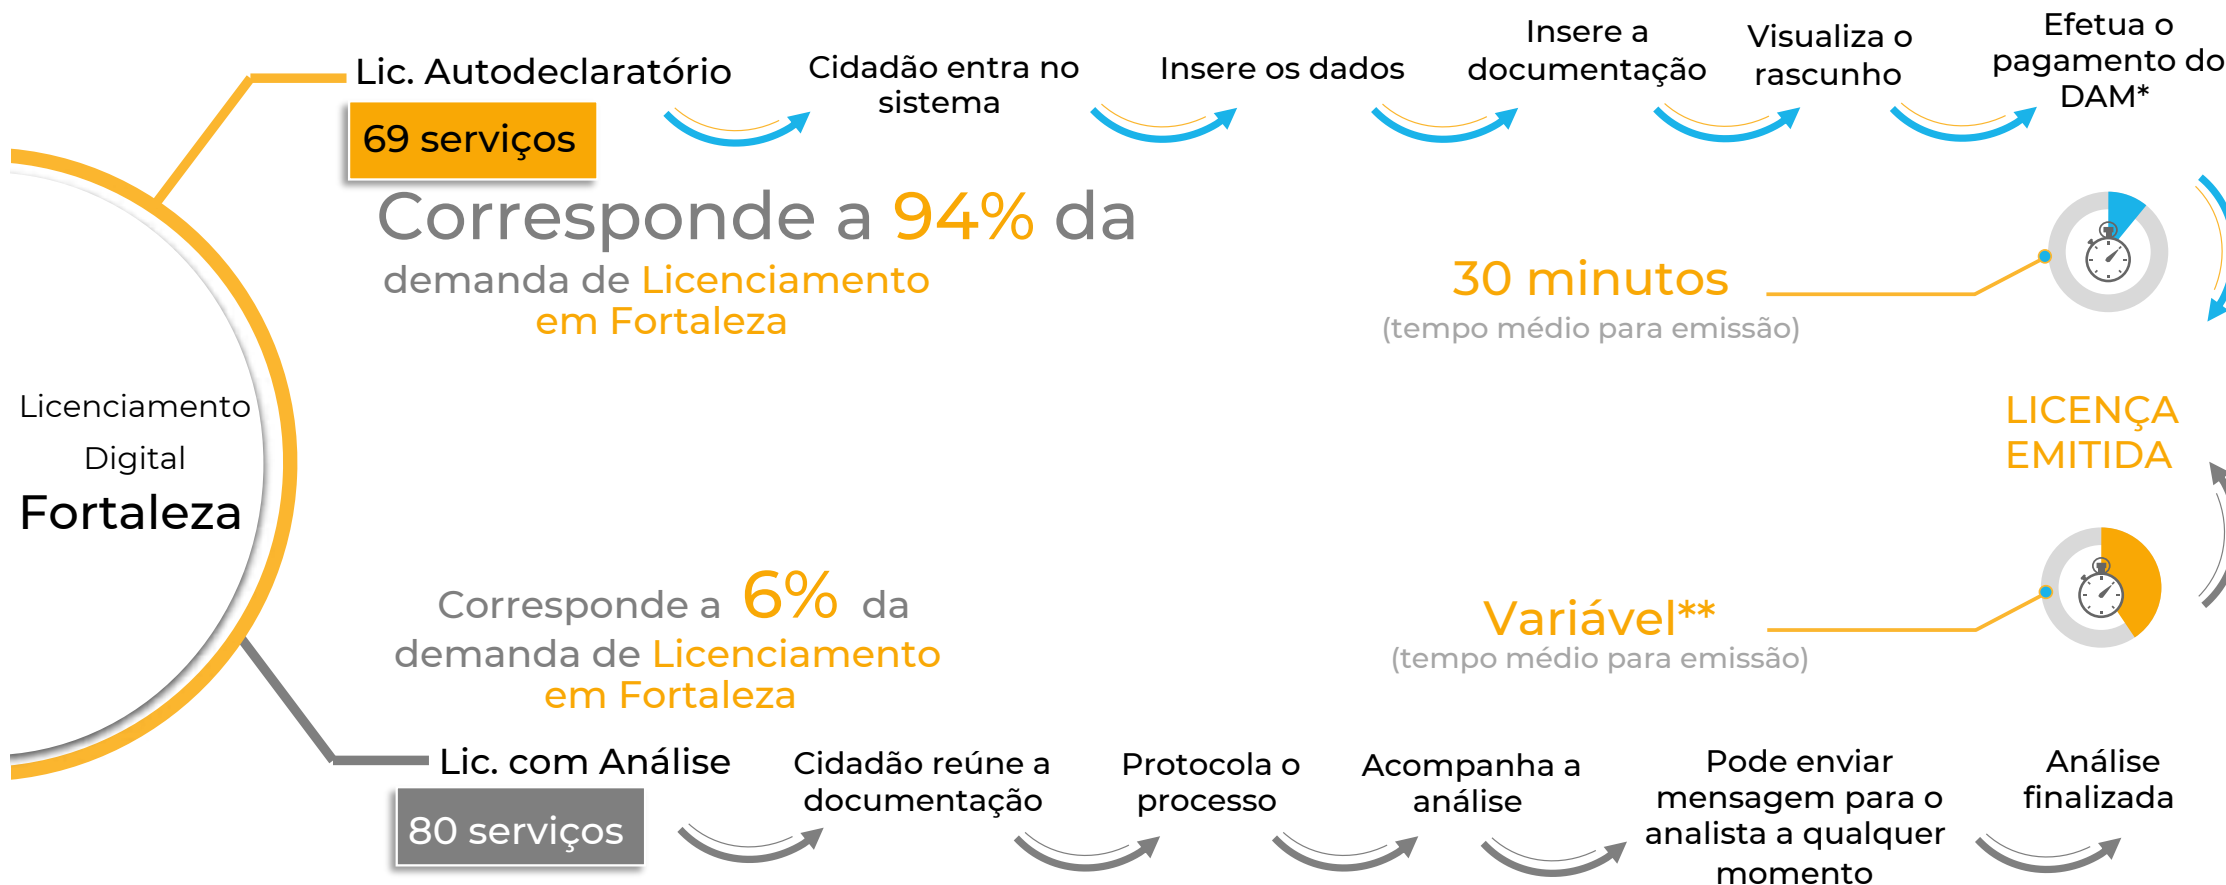 Lic. Autodeclaratório
69 serviços
Cidadão entra no
sistema
Insere os dados
Insere a
documentação
Visualiza o
rascunho
Efetua o
pagamento do
DAM*
Corresponde a 94% da
demanda de Licenciamento
em Fortaleza
30 minutos
(tempo médio para emissão)
Licenciamento
Digital
Fortaleza
LICENÇA
EMITIDA
Corresponde a 6% da
demanda de Licenciamento
em Fortaleza
Variável**
(tempo médio para emissão)
Lic. com Análise
80 serviços
Cidadão reúne a
documentação
Protocola o
processo
Acompanha a
análise
Pode enviar
mensagem para o
analista a qualquer
momento
Análise
finalizada